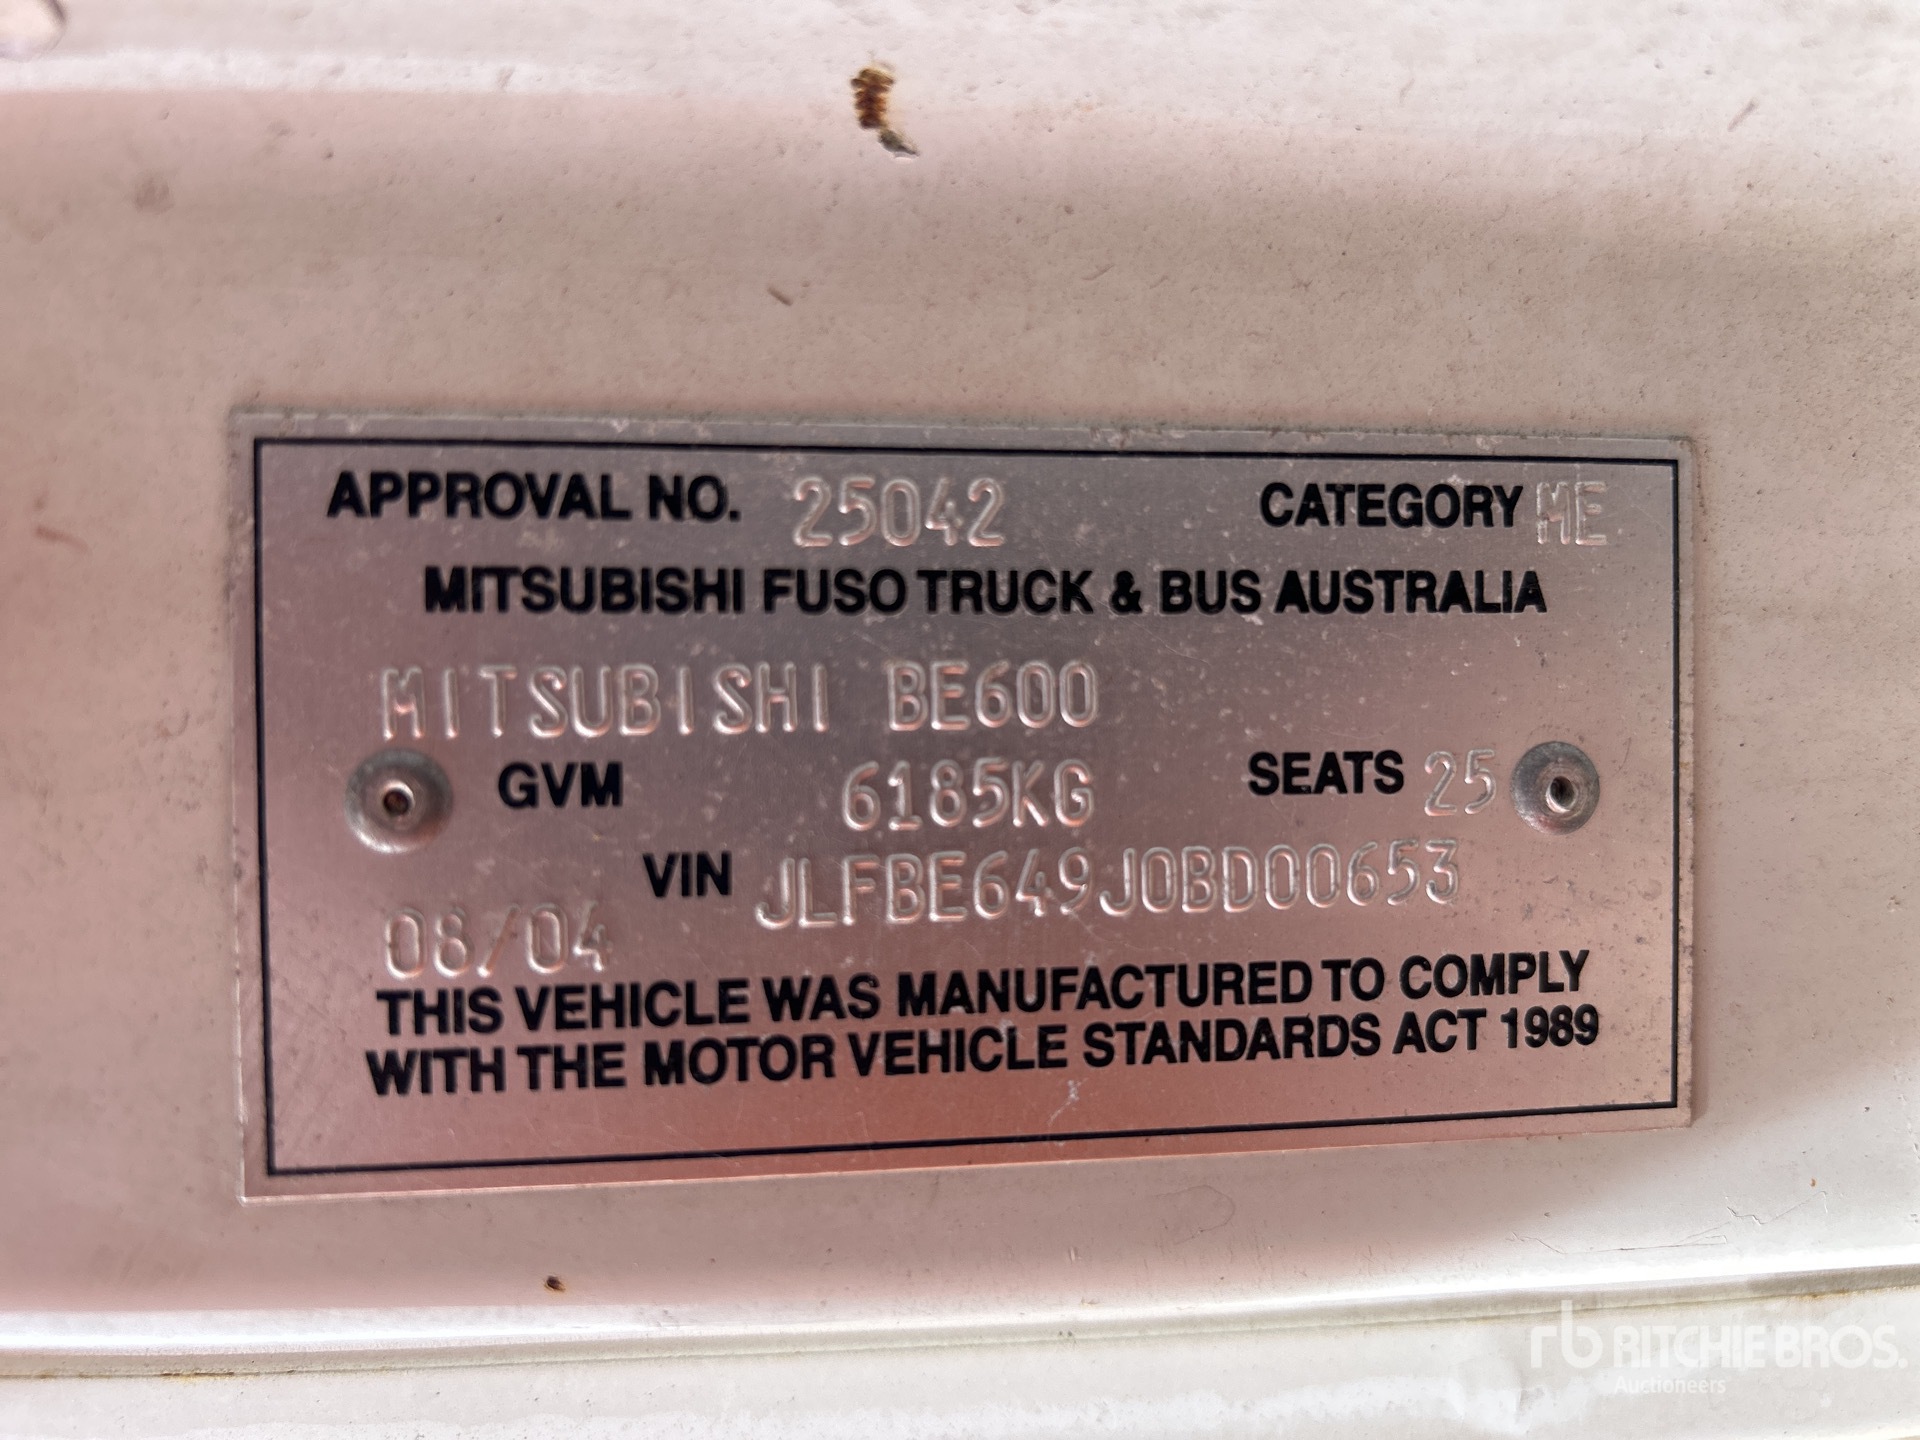 APPROVAL NO. 25042 CATEGORY ME
MITSUBISHI FUSO TRUCK & BUS AUSTRALIA
MITSUBISHI BE600
GVM 6185KG SEATS 25
VIN JLFBE649J0BD00653
08/04
THIS VEHICLE WAS MANUFACTURED TO COMPLY
WITH THE MOTOR VEHICLE STANDARDS ACT 1989
rb RITCHIE BROS.
Auctioneers